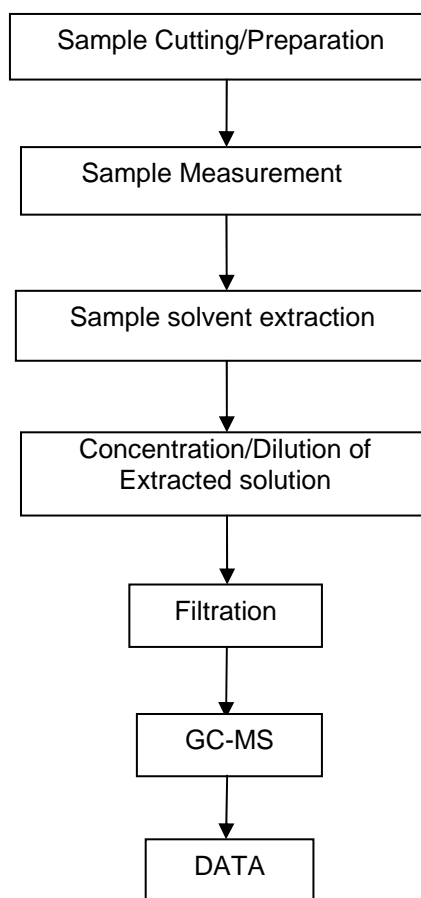 Sample Cutting/Preparation
Sample Measurement
Sample solvent extraction
Concentration/Dilution of
Extracted solution
Filtration
GC-MS
DATA